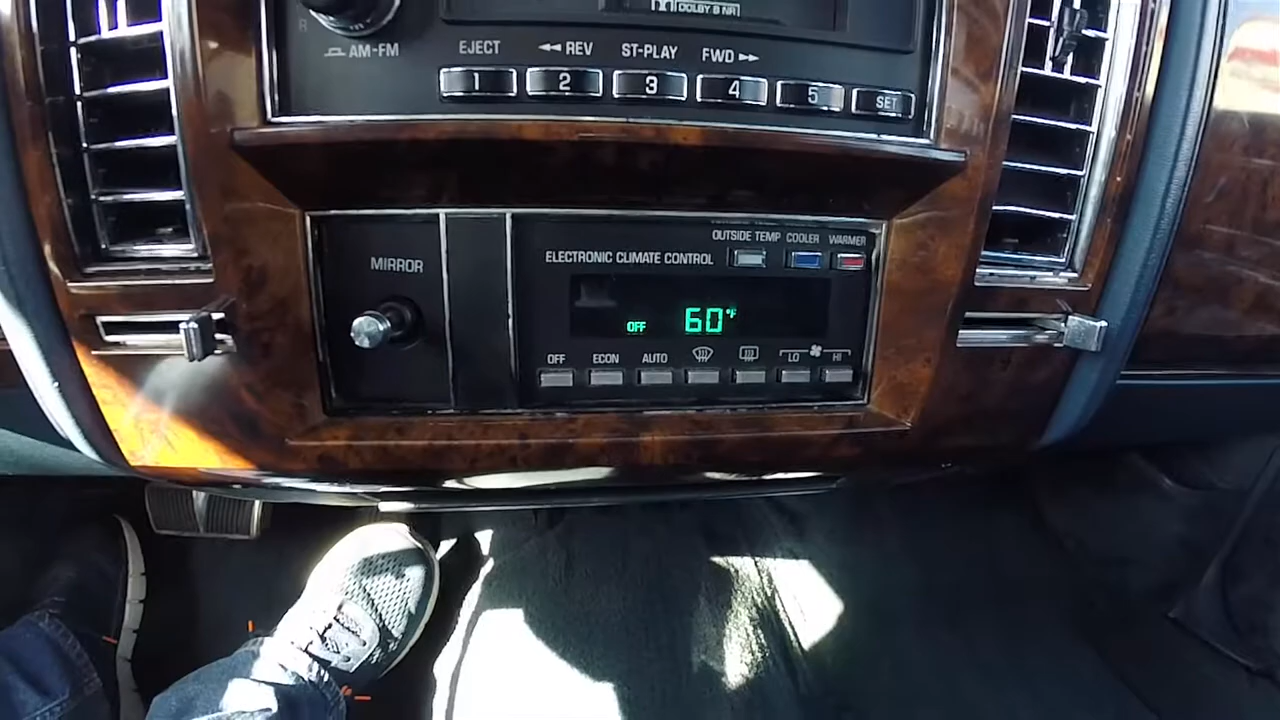 DOLBY B NR
R
AM-FM
EJECT ◄◄ REV ST-PLAY FWD ►►
1 2 3 4 5 SET
OUTSIDE TEMP COOLER WARMER
MIRROR
ELECTRONIC CLIMATE CONTROL
OFF 60°F
OFF ECON AUTO LO HI